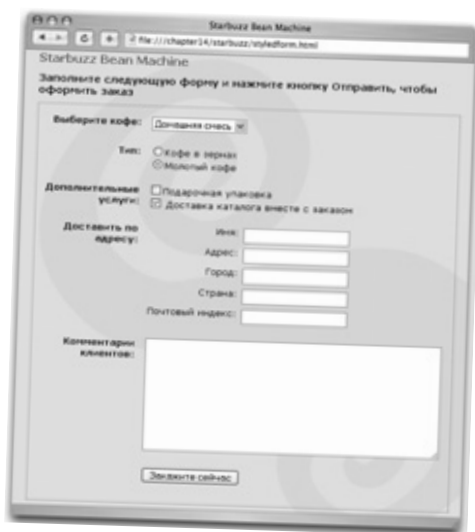 Starbuzz Bean Machine
file:///chapter14/starbuzz/styledform.html
Starbuzz Bean Machine
Заполните следующую форму и нажмите кнопку Отправить, чтобы
оформить заказ
Выберите кофе: Домашняя смесь
Тип: Кофе в зернах
Молотый кофе
Дополнительные
услуги: Подарочная упаковка
Доставка каталога вместе с заказом
Доставить по
адресу: Имя:
Адрес:
Город:
Страна:
Почтовый индекс:
Комментарии
клиентов:
Закажите сейчас